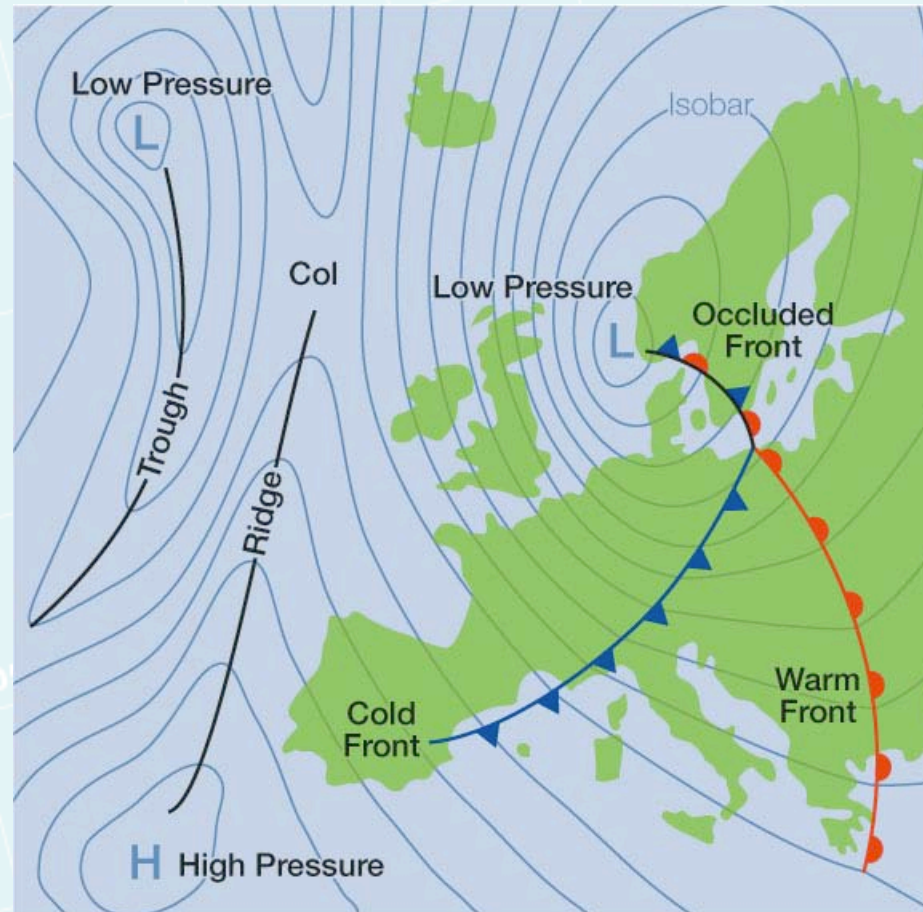 Low Pressure
L
Isobar
Col
Low Pressure
L
Occluded
Front
Trough
Ridge
Warm
Front
Cold
Front
H High Pressure